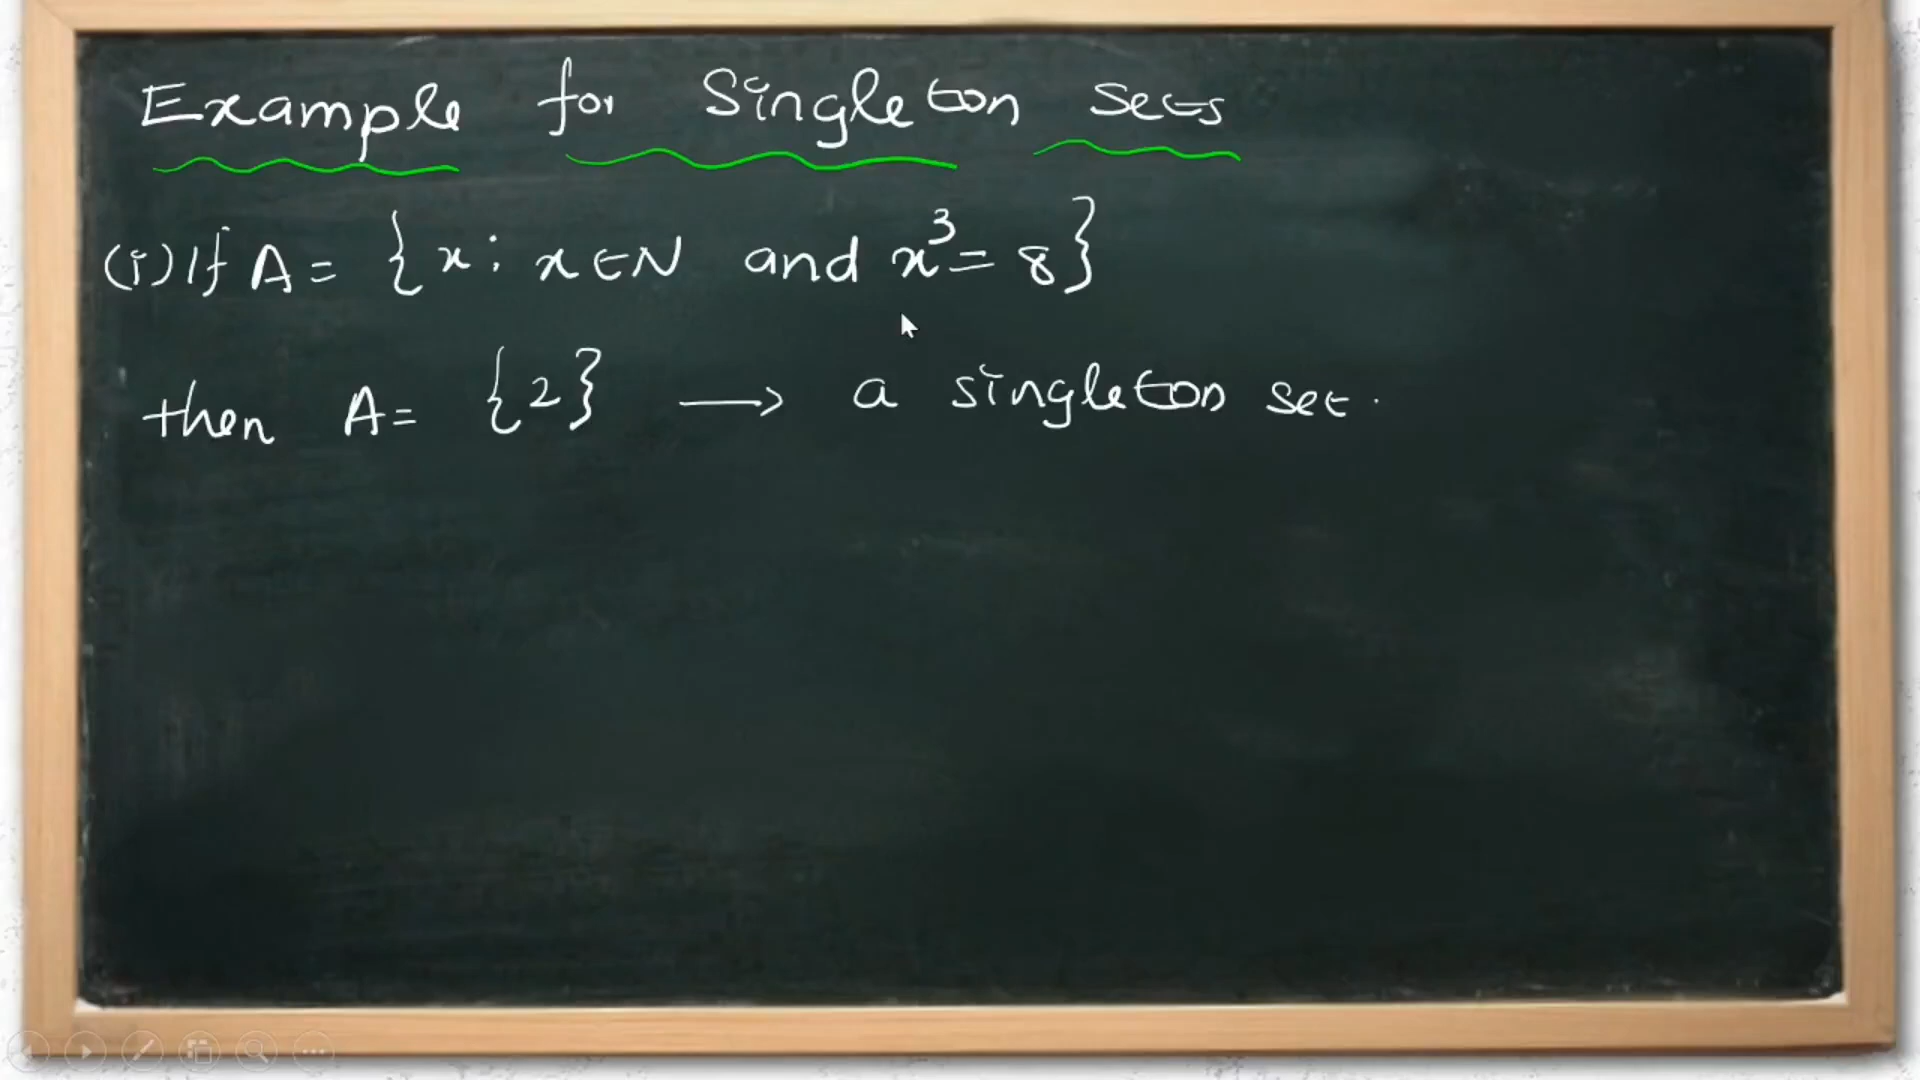 Example for Singleton sets
(i) If A = {x : x ∈ N and x³ = 8}
then A = {2} → a singleton set.